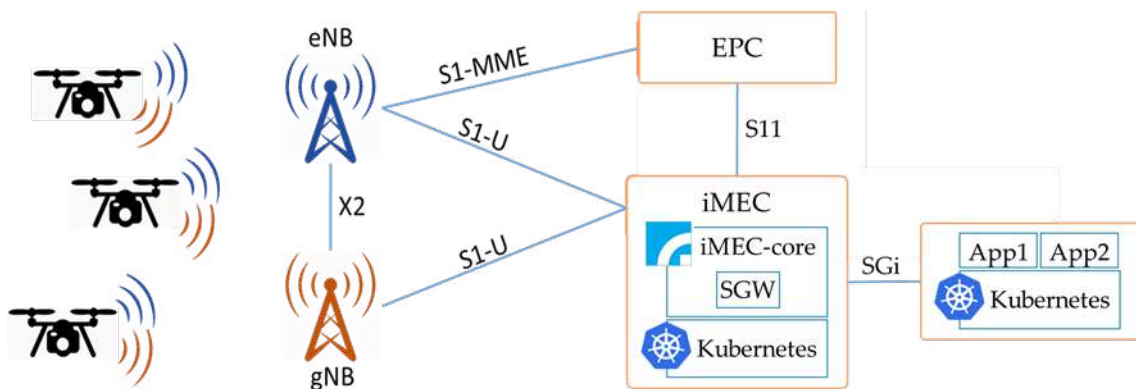 eNB
S1-MME
EPC
S1-U
S11
X2
iMEC
iMEC-core
SGW
S1-U
SGi
App1 App2
Kubernetes
Kubernetes
gNB